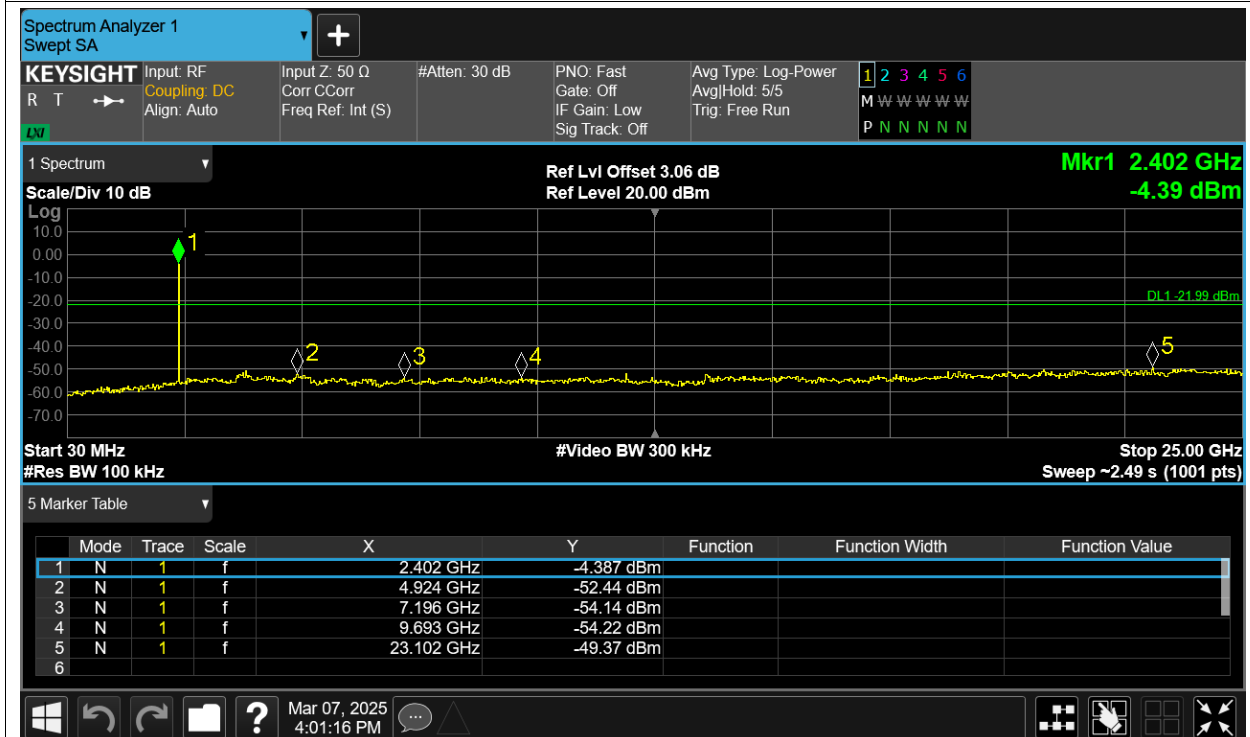 Spectrum Analyzer 1
Swept SA
KEYSIGHT
R T
LXI
Input: RF
Coupling: DC
Align: Auto
Input Z: 50 Ω
Corr CCorr
Freq Ref: Int (S)
#Atten: 30 dB
PNO: Fast
Gate: Off
IF Gain: Low
Sig Track: Off
Avg Type: Log-Power
Avg|Hold: 5/5
Trig: Free Run
1 2 3 4 5 6
M W W W W W
P N N N N N
1 Spectrum
Scale/Div 10 dB
Ref Lvl Offset 3.06 dB
Ref Level 20.00 dBm
Mkr1 2.402 GHz
-4.39 dBm
Log
10.0
0.00
-10.0
-20.0
-30.0
-40.0
-50.0
-60.0
-70.0
1
2
3
4
5
DL1 -21.99 dBm
Start 30 MHz
#Video BW 300 kHz
Stop 25.00 GHz
#Res BW 100 kHz
Sweep ~2.49 s (1001 pts)
5 Marker Table
Mode Trace Scale X Y Function Function Width Function Value
1 N 1 f 2.402 GHz -4.387 dBm
2 N 1 f 4.924 GHz -52.44 dBm
3 N 1 f 7.196 GHz -54.14 dBm
4 N 1 f 9.693 GHz -54.22 dBm
5 N 1 f 23.102 GHz -49.37 dBm
6
?
Mar 07, 2025
4:01:16 PM